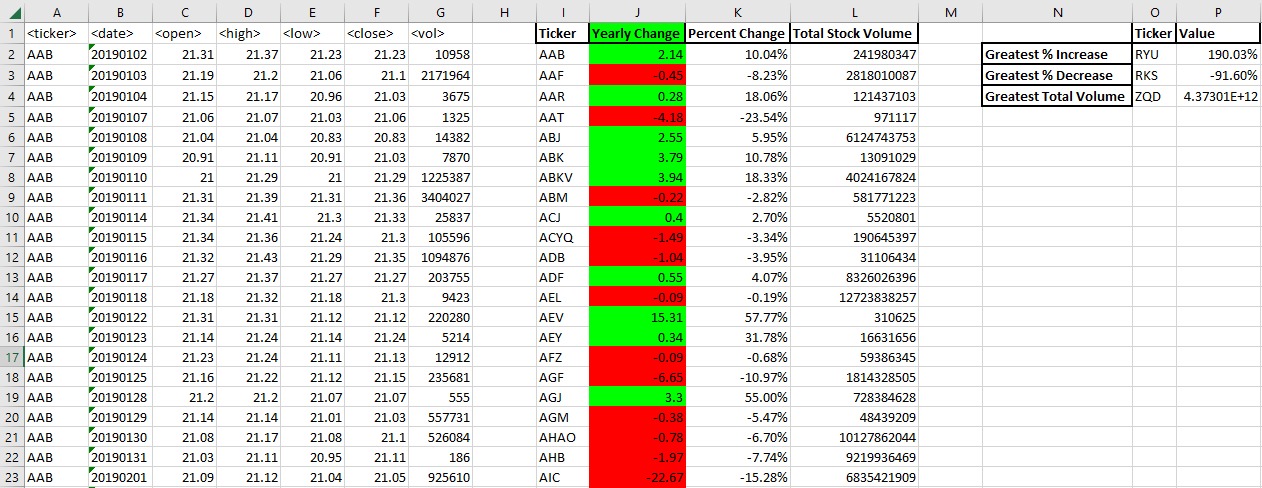 A B C D E F G H I J K L M N O P
1 <ticker> <date> <open> <high> <low> <close> <vol> Ticker Yearly Change Percent Change Total Stock Volume Ticker Value
2 AAB 20190102 21.31 21.37 21.23 21.23 10958 AAB 2.14 10.04% 241980347 Greatest % Increase RYU 190.03%
3 AAB 20190103 21.19 21.2 21.06 21.1 2171964 AAF -0.45 -8.23% 2818010087 Greatest % Decrease RKS -91.60%
4 AAB 20190104 21.15 21.17 20.96 21.03 3675 AAR 0.28 18.06% 121437103 Greatest Total Volume ZQD 4.37301E+12
5 AAB 20190107 21.06 21.07 21.03 21.06 1325 AAT -4.18 -23.54% 971117
6 AAB 20190108 21.04 21.04 20.83 20.83 14382 ABJ 2.55 5.95% 6124743753
7 AAB 20190109 20.91 21.11 20.91 21.03 7870 ABK 3.79 10.78% 13091029
8 AAB 20190110 21 21.29 21 21.29 1225387 ABKV 3.94 18.33% 4024167824
9 AAB 20190111 21.31 21.39 21.31 21.36 3404027 ABM -0.22 -2.82% 581771223
10 AAB 20190114 21.34 21.41 21.3 21.33 25837 ACJ 0.4 2.70% 5520801
11 AAB 20190115 21.34 21.36 21.24 21.3 105596 ACYQ -1.49 -3.34% 190645397
12 AAB 20190116 21.32 21.43 21.29 21.35 1094876 ADB -1.04 -3.95% 31106434
13 AAB 20190117 21.27 21.37 21.27 21.27 203755 ADF 0.55 4.07% 8326026396
14 AAB 20190118 21.18 21.32 21.18 21.3 9423 AEL -0.09 -0.19% 12723838257
15 AAB 20190122 21.31 21.31 21.12 21.12 220280 AEV 15.31 57.77% 310625
16 AAB 20190123 21.14 21.24 21.14 21.24 5214 AEY 0.34 31.78% 16631656
17 AAB 20190124 21.23 21.24 21.11 21.13 12912 AFZ -0.09 -0.68% 59386345
18 AAB 20190125 21.16 21.22 21.12 21.15 235681 AGF -6.65 -10.97% 1814328505
19 AAB 20190128 21.2 21.2 21.07 21.07 555 AGJ 3.3 55.00% 728384628
20 AAB 20190129 21.14 21.14 21.01 21.03 557731 AGM -0.38 -5.47% 48439209
21 AAB 20190130 21.08 21.17 21.08 21.1 526084 AHAO -0.78 -6.70% 10127862044
22 AAB 20190131 21.03 21.11 20.95 21.11 186 AHB -1.97 -7.74% 9219936469
23 AAB 20190201 21.09 21.12 21.04 21.05 925610 AIC -22.67 -15.28% 6835421909